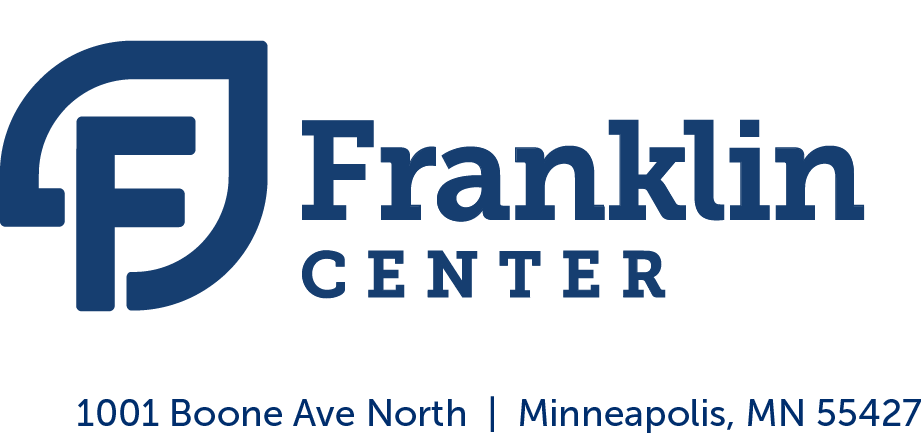 F
Franklin
CENTER
1001 Boone Ave North | Minneapolis, MN 55427